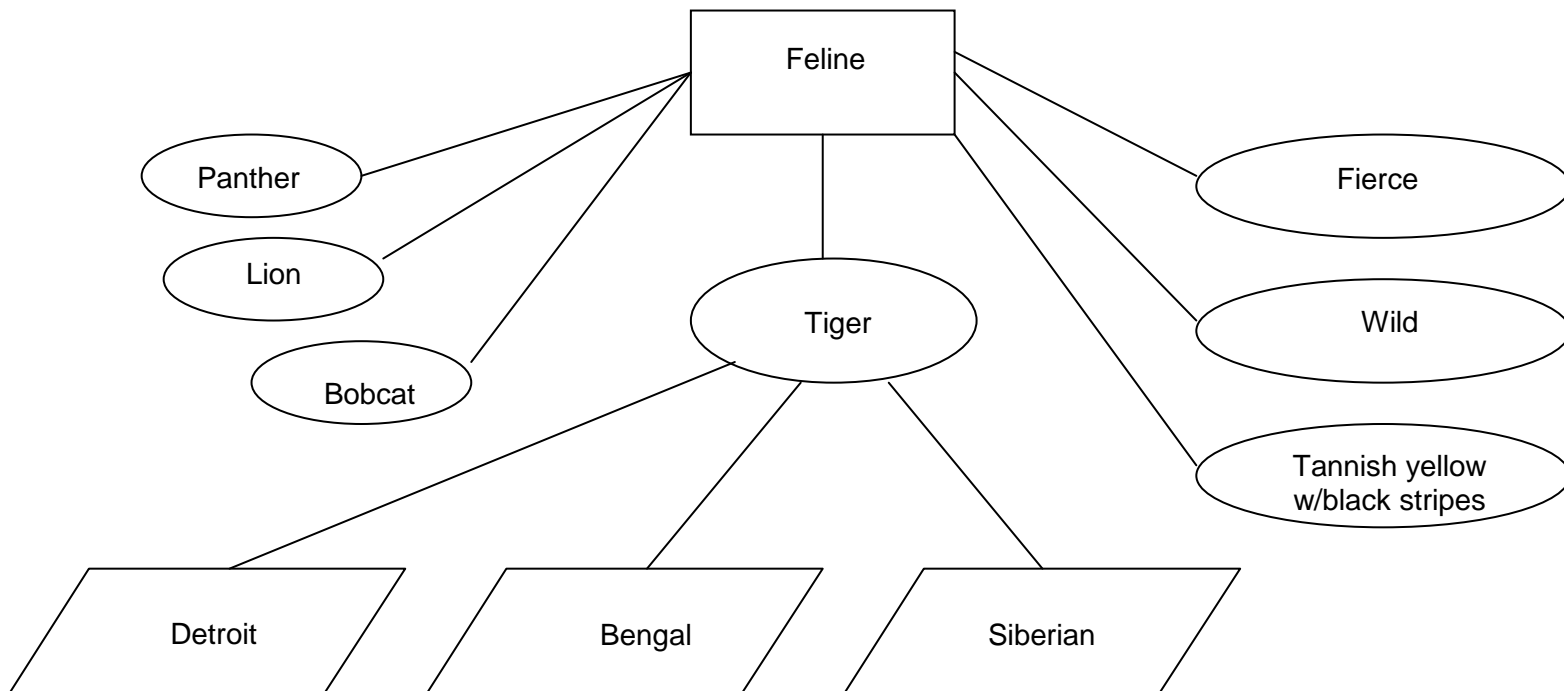 Feline
Panther
Fierce
Lion
Tiger
Wild
Bobcat
Tannish yellow
w/black stripes
Detroit
Bengal
Siberian